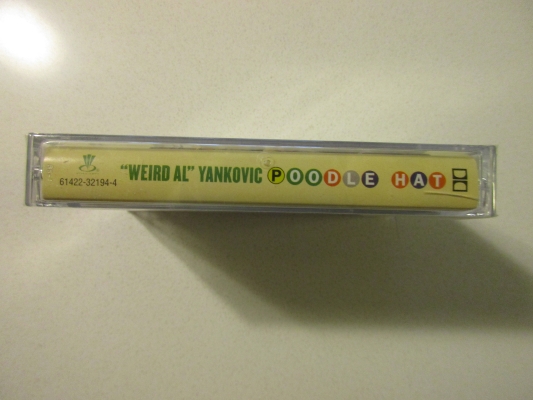 "WEIRD AL" YANKOVIC POODLE HAT
61422-32194-4